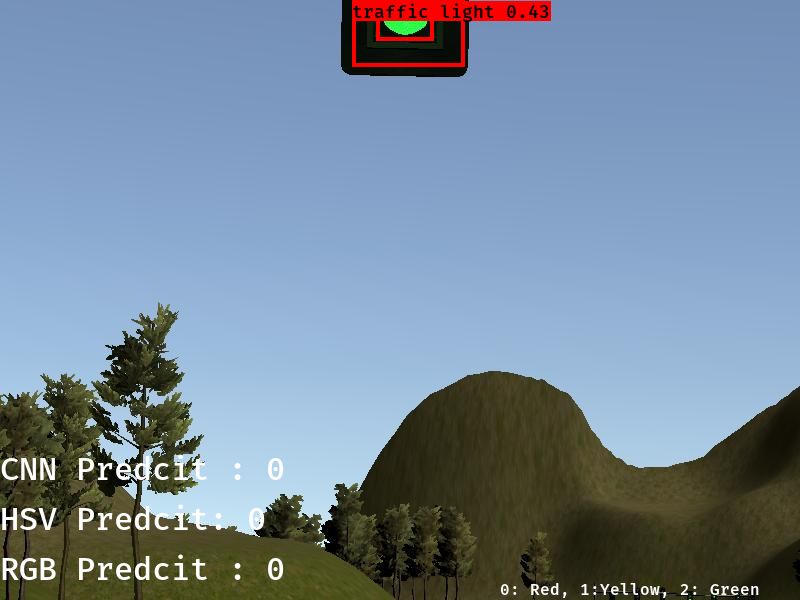 traffic light 0.43
CNN Predcit : 0
HSV Predcit: 0
RGB Predcit : 0
0: Red, 1:Yellow, 2: Green